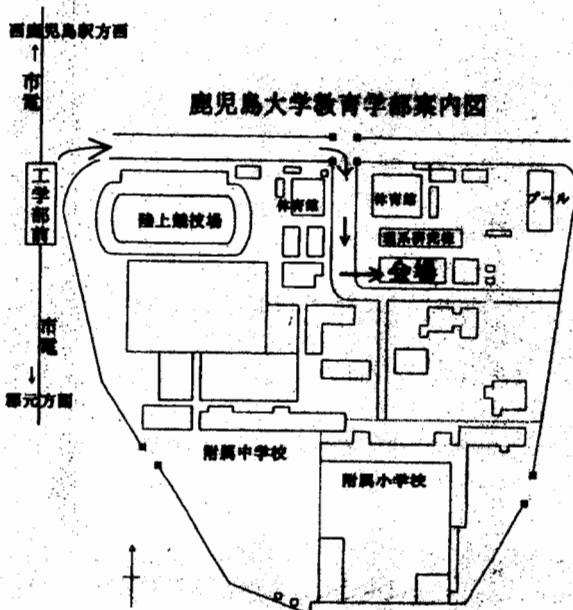 西鹿児島駅方面
↑
市電
鹿児島大学教育学部案内図
工学部前
体育館
体育館
プール
陸上競技場
理系研究棟
会場
市電
↓
郡元方面
附属中学校
附属小学校